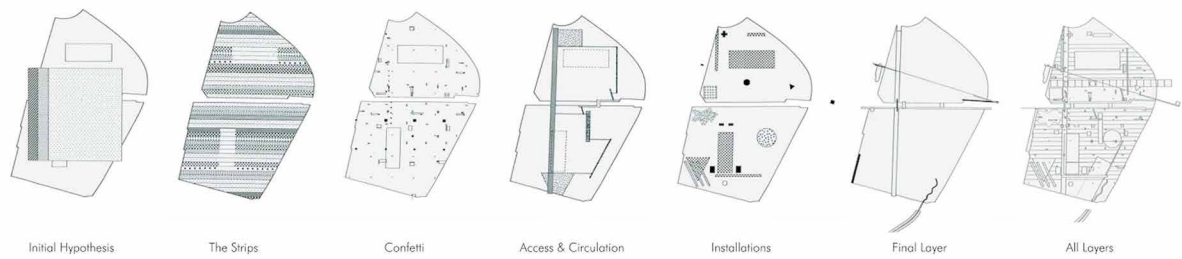 Initial Hypothesis
The Strips
Confetti
Access & Circulation
Installations
Final Layer
All Layers